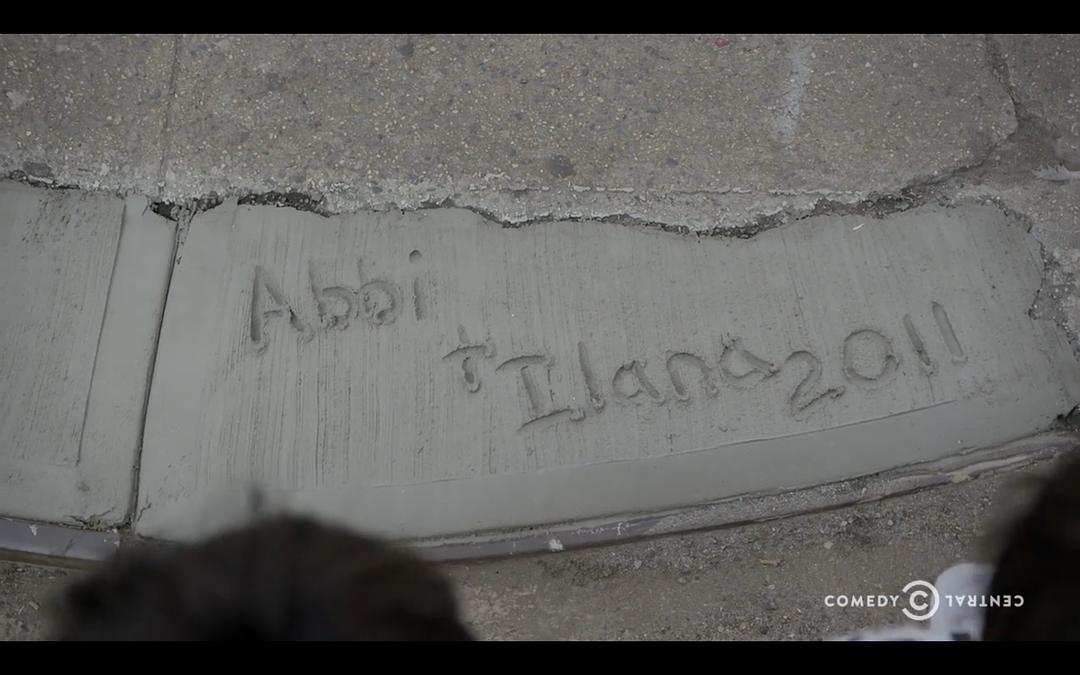 Abbi
+ Ilana 2011
COMEDY CENTRAL